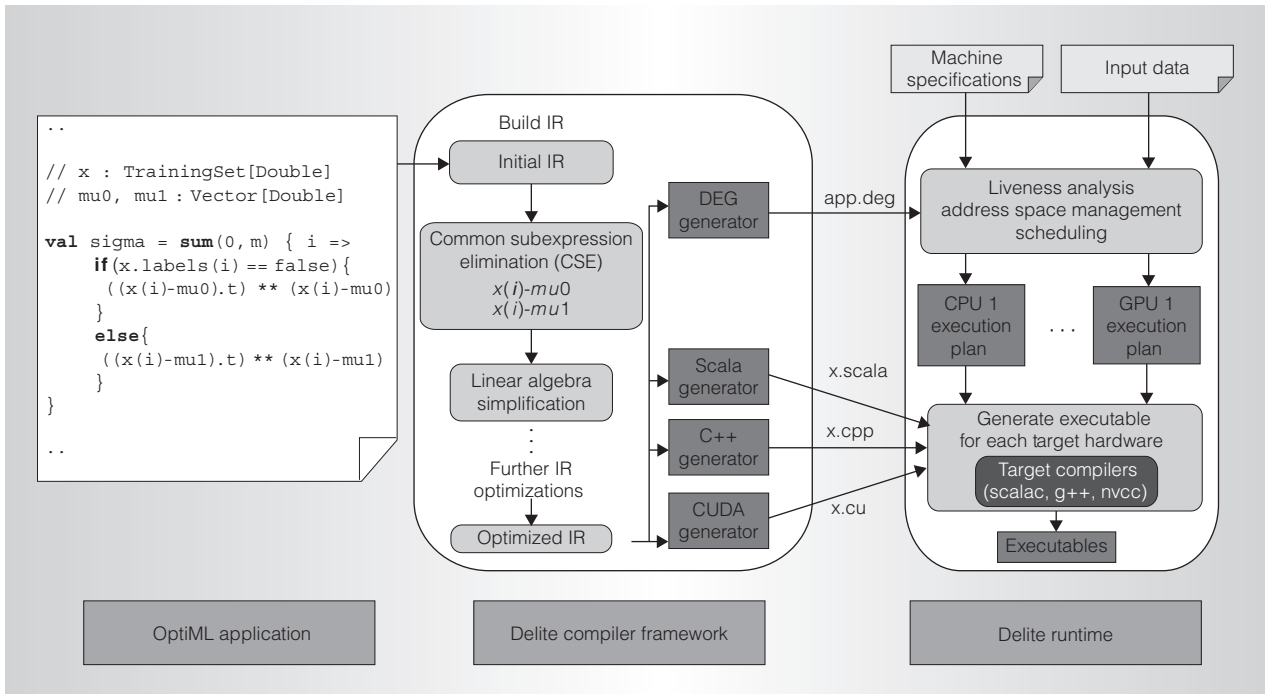 ..
// x : TrainingSet[Double]
// mu0, mu1 : Vector[Double]
val sigma = sum(0,m) { i =>
if(x.labels(i) == false){
((x(i)-mu0).t) ** (x(i)-mu0)
}
else{
((x(i)-mu1).t) ** (x(i)-mu1)
}
}
..
OptiML application
Build IR
Initial IR
Common subexpression
elimination (CSE)
x(i)-mu0
x(i)-mu1
Linear algebra
simplification
.
.
.
Further IR
optimizations
Optimized IR
DEG
generator
Scala
generator
C++
generator
CUDA
generator
Delite compiler framework
app.deg
x.scala
x.cpp
x.cu
Machine
specifications
Input data
Liveness analysis
address space management
scheduling
CPU 1
execution
plan
. . .
GPU 1
execution
plan
Generate executable
for each target hardware
Target compilers
(scalac, g++, nvcc)
Executables
Delite runtime